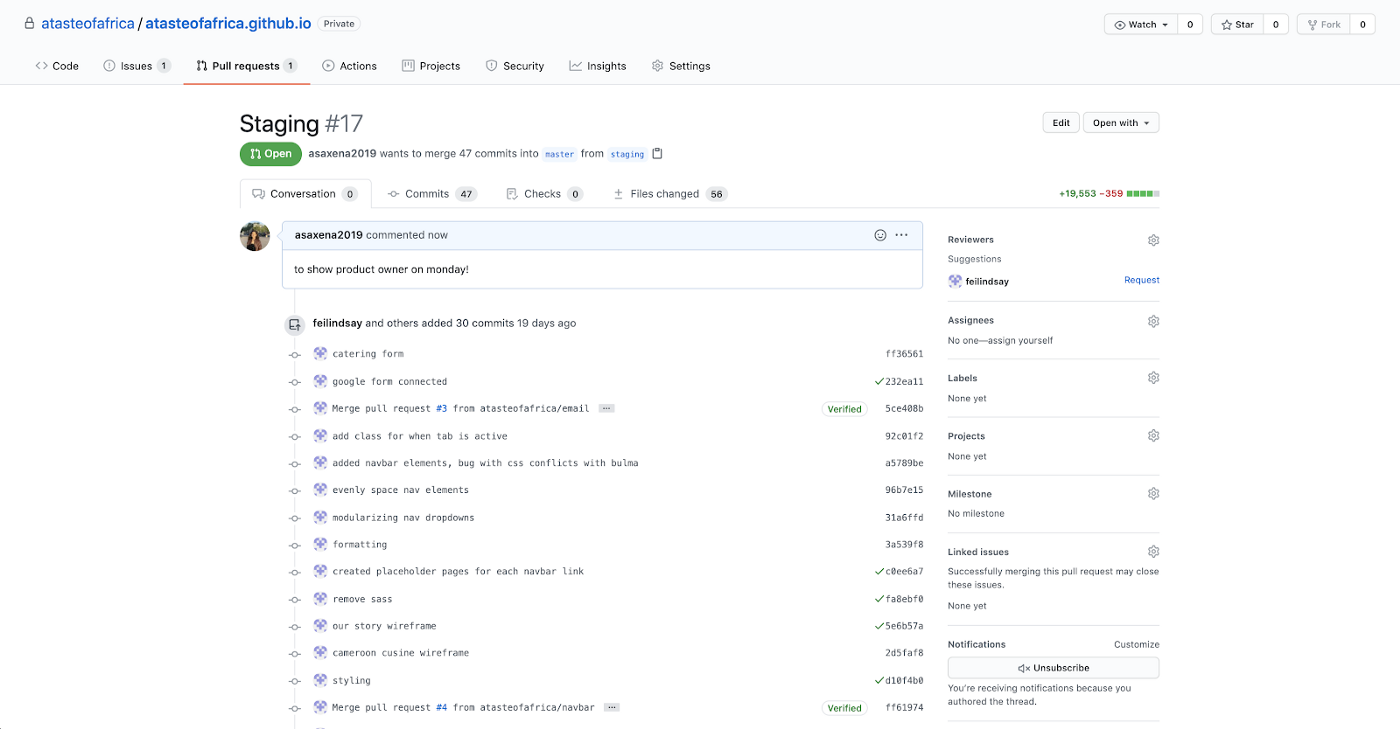 atasteofafrica / atasteofafrica.github.io Private
Watch 0 Star 0 Fork 0
Code Issues 1 Pull requests 1 Actions Projects Security Insights Settings
Staging #17
Edit Open with
Open asaxena2019 wants to merge 47 commits into master from staging
Conversation 0 Commits 47 Checks 0 Files changed 56 +19,553 −359
asaxena2019 commented now
to show product owner on monday!
feilindsay and others added 30 commits 19 days ago
catering form ff36561
google form connected 232ea11
Merge pull request #3 from atasteofafrica/email ... Verified 5ce408b
add class for when tab is active 92c01f2
added navbar elements, bug with css conflicts with bulma a5789be
evenly space nav elements 96b7e15
modularizing nav dropdowns 31a6ffd
formatting 3a539f8
created placeholder pages for each navbar link c0ee6a7
remove sass fa8ebf0
our story wireframe 5e6b57a
cameroon cusine wireframe 2d5faf8
styling d10f4b0
Merge pull request #4 from atasteofafrica/navbar ... Verified ff61974
Reviewers
Suggestions
feilindsay Request
Assignees
No one—assign yourself
Labels
None yet
Projects
None yet
Milestone
No milestone
Linked issues
Successfully merging this pull request may close
these issues.
None yet
Notifications Customize
Unsubscribe
You're receiving notifications because you
authored the thread.